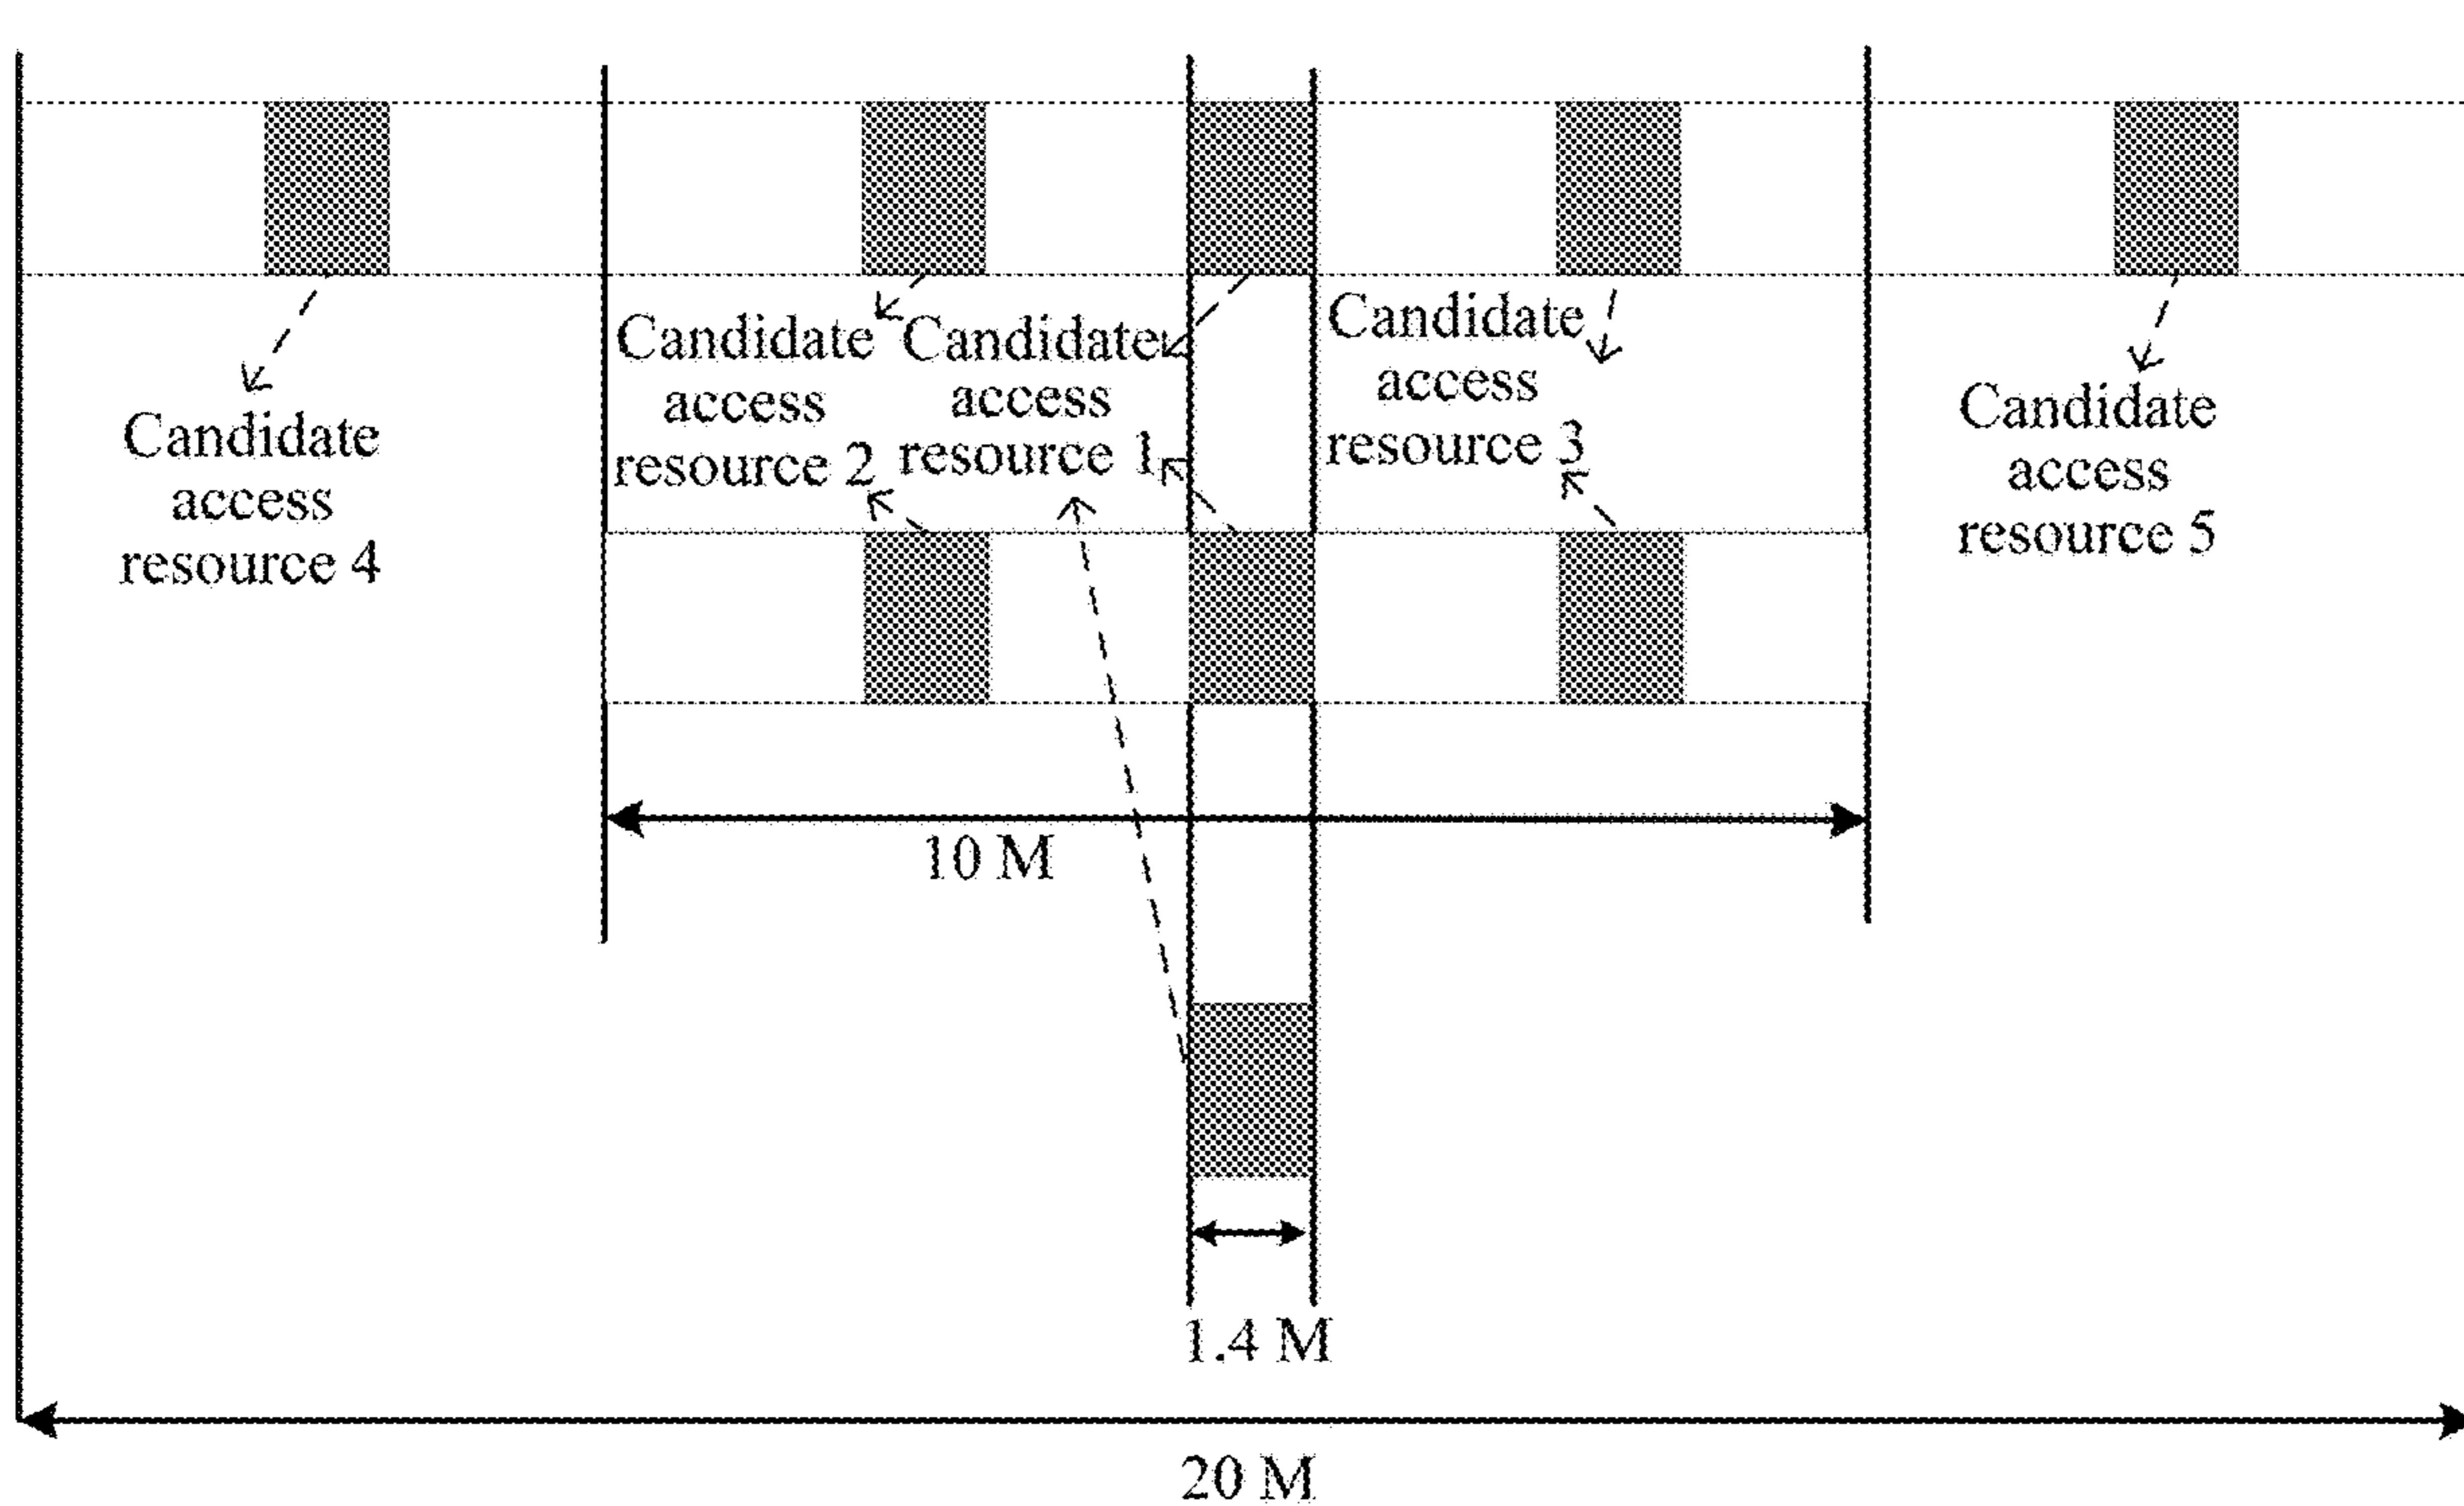 Candidate
access
resource 4
Candidate
access
resource 2
Candidate
access
resource 1
Candidate
access
resource 3
Candidate
access
resource 5
10 M
1.4 M
20 M